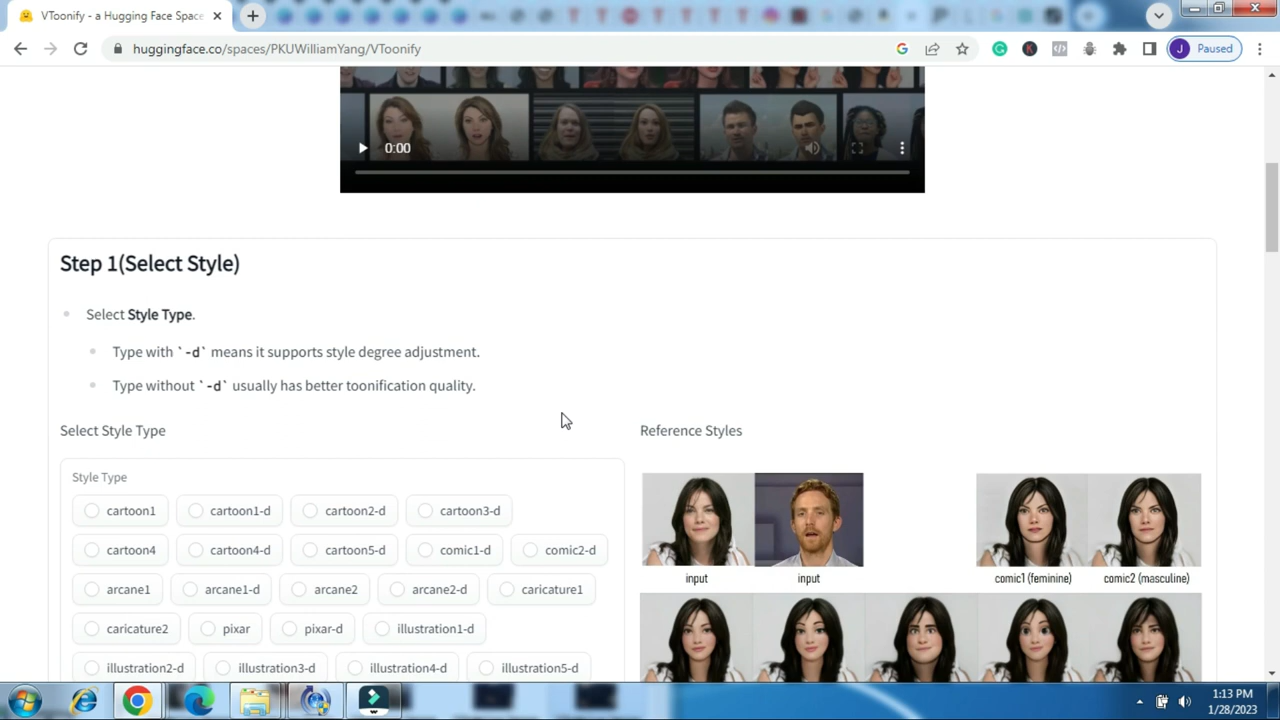 VToonify - a Hugging Face Space
huggingface.co/spaces/PKUWilliamYang/VToonify
J Paused
0:00
Step 1(Select Style)
Select Style Type.
Type with `-d` means it supports style degree adjustment.
Type without `-d` usually has better toonification quality.
Select Style Type
Reference Styles
Style Type
cartoon1 cartoon1-d cartoon2-d cartoon3-d
cartoon4 cartoon4-d cartoon5-d comic1-d comic2-d
arcane1 arcane1-d arcane2 arcane2-d caricature1
caricature2 pixar pixar-d illustration1-d
illustration2-d illustration3-d illustration4-d illustration5-d
input input comic1 (feminine) comic2 (masculine)
1:13 PM
1/28/2023